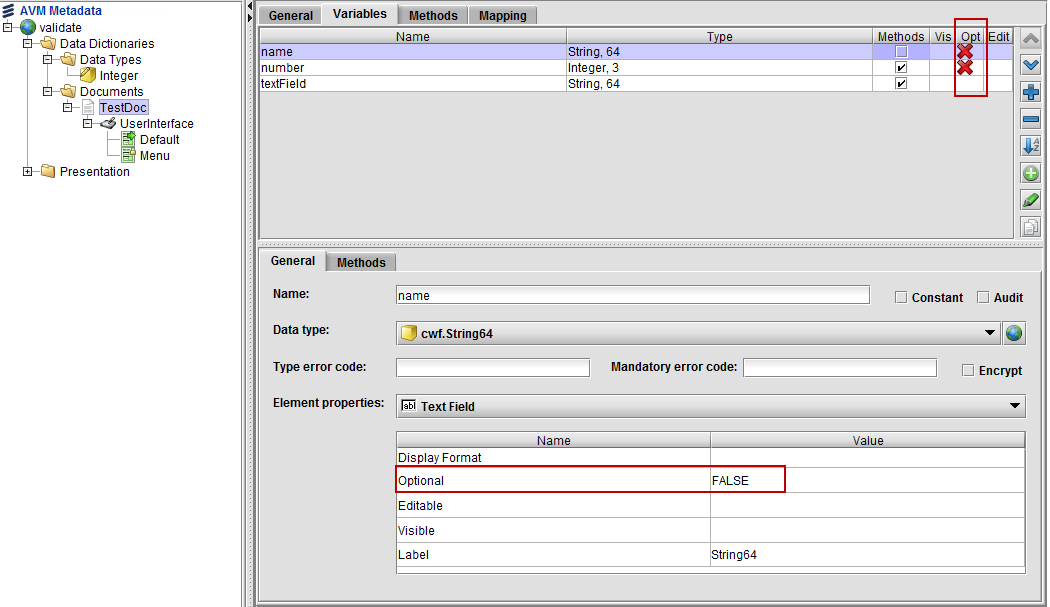 AVM Metadata
validate
Data Dictionaries
Data Types
Integer
Documents
TestDoc
UserInterface
Default
Menu
Presentation
General Variables Methods Mapping
Name Type Methods Vis Opt Edit
name String, 64
number Integer, 3
textField String, 64
General Methods
Name: name Constant Audit
Data type: cwf.String64
Type error code: Mandatory error code: Encrypt
Element properties: abl Text Field
Name Value
Display Format
Optional FALSE
Editable
Visible
Label String64